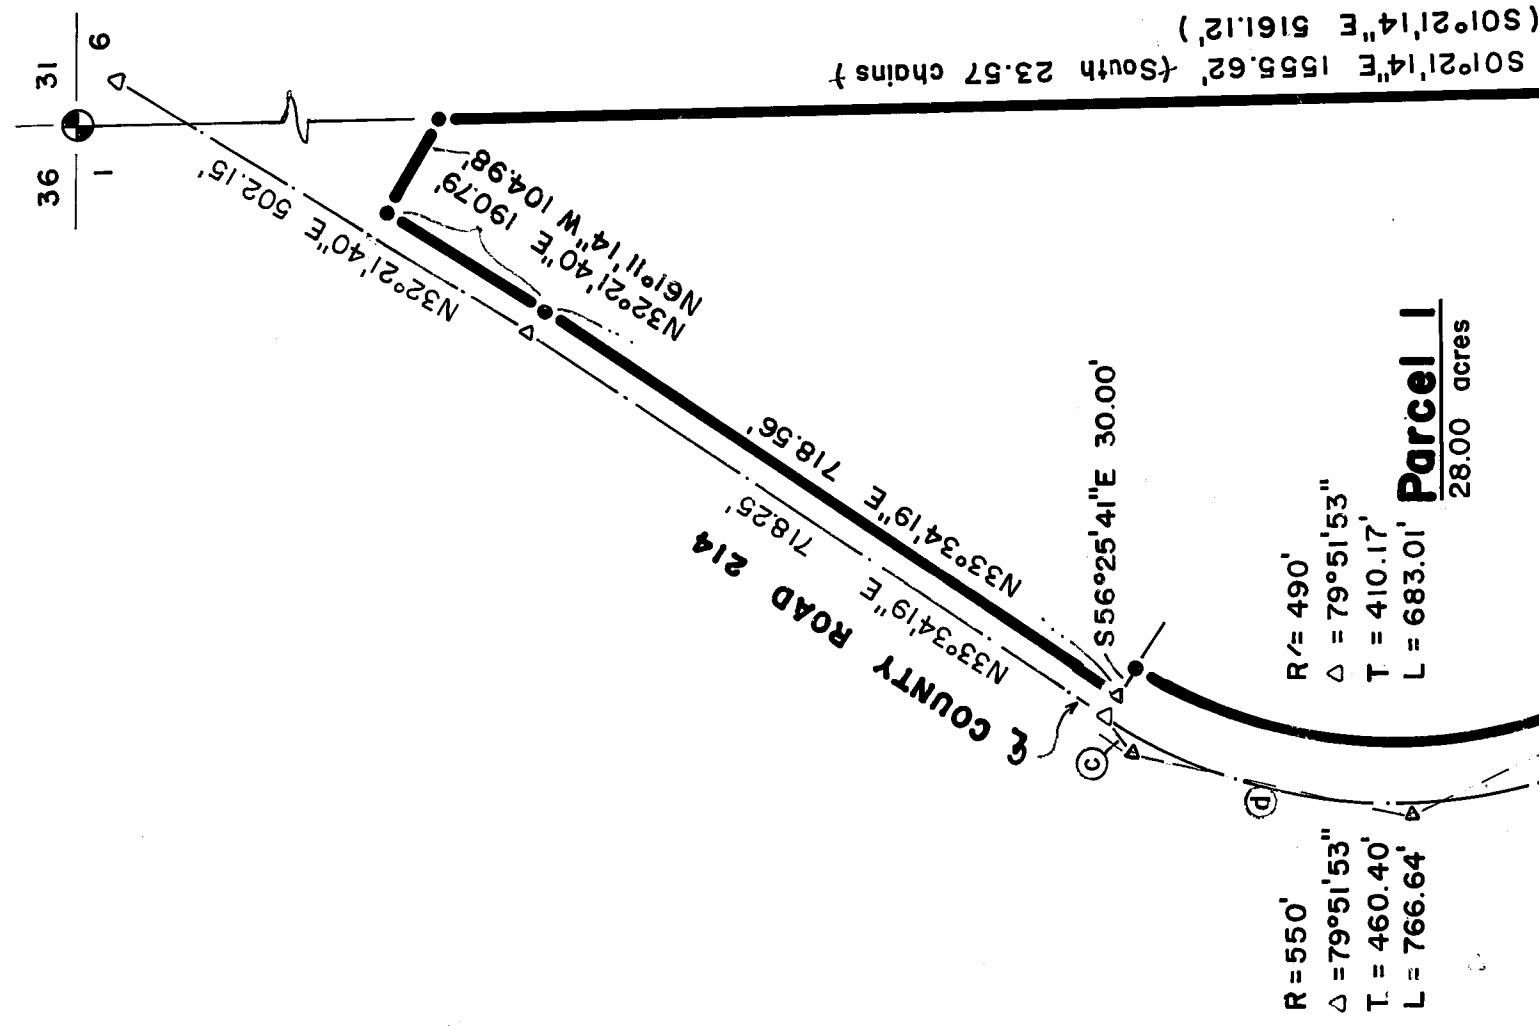 36
31
1
6
(S01°21'14"E 5161.12')
S01°21'14"E 1555.62' (South 23.57 chains)
N32°21'40"E 502.15'
N61°11'14"W 104.98'
N32°21'40"E 190.79'
N33°34'19"E 718.56'
N33°34'19"E 718.25'
℄ COUNTY ROAD 214
S56°25'41"E 30.00'
c
d
R = 490'
Δ = 79°51'53"
T = 410.17'
L = 683.01'
Parcel 1
28.00 acres
R = 550'
Δ = 79°51'53"
T = 460.40'
L = 766.64'